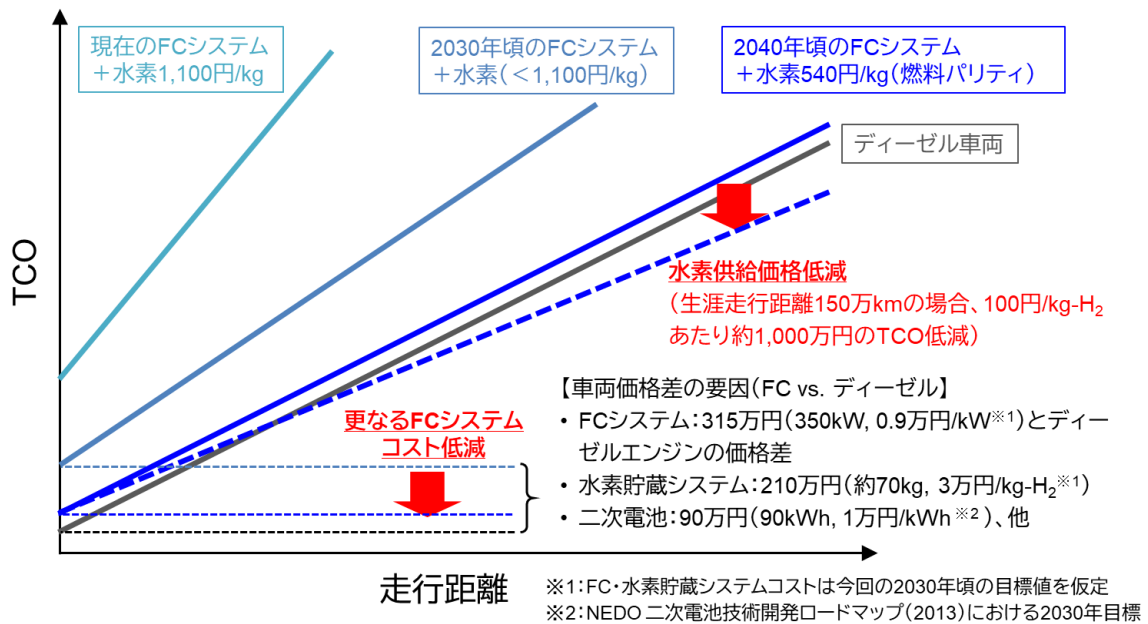 現在のFCシステム
+水素1,100円/kg
2030年頃のFCシステム
+水素(<1,100円/kg)
2040年頃のFCシステム
+水素540円/kg(燃料パリティ)
ディーゼル車両
TCO
水素供給価格低減
(生涯走行距離150万kmの場合、100円/kg-H₂
あたり約1,000万円のTCO低減)
更なるFCシステム
コスト低減
【車両価格差の要因(FC vs. ディーゼル】
• FCシステム:315万円(350kW, 0.9万円/kW※1)とディー
ゼルエンジンの価格差
• 水素貯蔵システム:210万円(約70kg, 3万円/kg-H₂※1)
• 二次電池:90万円(90kWh, 1万円/kWh※2)、他
走行距離
※1:FC・水素貯蔵システムコストは今回の2030年頃の目標値を仮定
※2:NEDO 二次電池技術開発ロードマップ(2013)における2030年目標